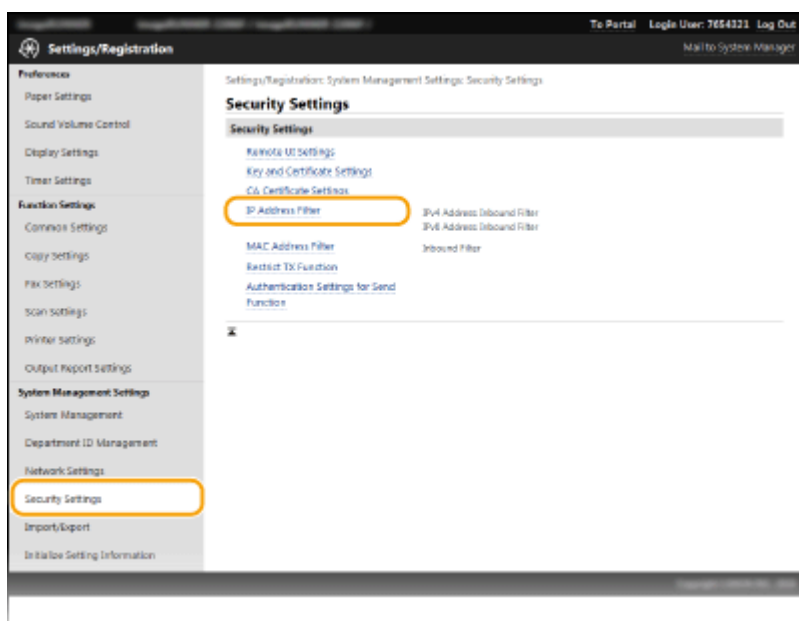 To Portal Login User: 7654321 Log Out
Settings/Registration
Mail to System Manager
Preferences
Paper Settings
Sound Volume Control
Display Settings
Timer Settings
Function Settings
Common Settings
Copy Settings
Fax Settings
Scan Settings
Printer Settings
Output Report Settings
System Management Settings
System Management
Department ID Management
Network Settings
Security Settings
Import/Export
Initialize Setting Information
Settings/Registration: System Management Settings: Security Settings
Security Settings
Security Settings
Remote UI Settings
Key and Certificate Settings
CA Certificate Settings
IP Address Filter
IPv4 Address Inbound Filter
IPv6 Address Inbound Filter
MAC Address Filter
Inbound Filter
Restrict TX Function
Authentication Settings for Send
Function